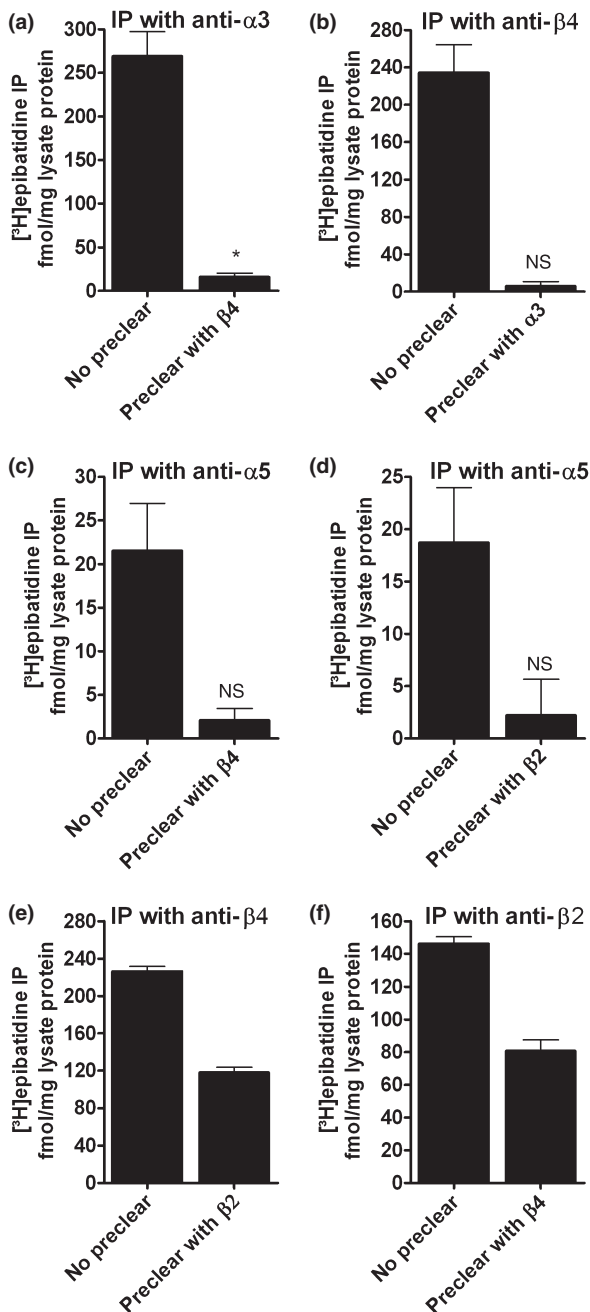 (a) IP with anti-α3
[³H]epibatidine IP
fmol/mg lysate protein
300
250
200
150
100
50
0
*
No preclear
Preclear with β4
(b) IP with anti-β4
[³H]epibatidine IP
fmol/mg lysate protein
280
240
200
160
120
80
40
0
NS
No preclear
Preclear with α3
(c) IP with anti-α5
[³H]epibatidine IP
fmol/mg lysate protein
30
25
20
15
10
5
0
NS
No preclear
Preclear with β4
(d) IP with anti-α5
[³H]epibatidine IP
fmol/mg lysate protein
25
20
15
10
5
0
NS
No preclear
Preclear with β2
(e) IP with anti-β4
[³H]epibatidine IP
fmol/mg lysate protein
280
240
200
160
120
80
40
0
No preclear
Preclear with β2
(f) IP with anti-β2
[³H]epibatidine IP
fmol/mg lysate protein
160
140
120
100
80
60
40
20
0
No preclear
Preclear with β4